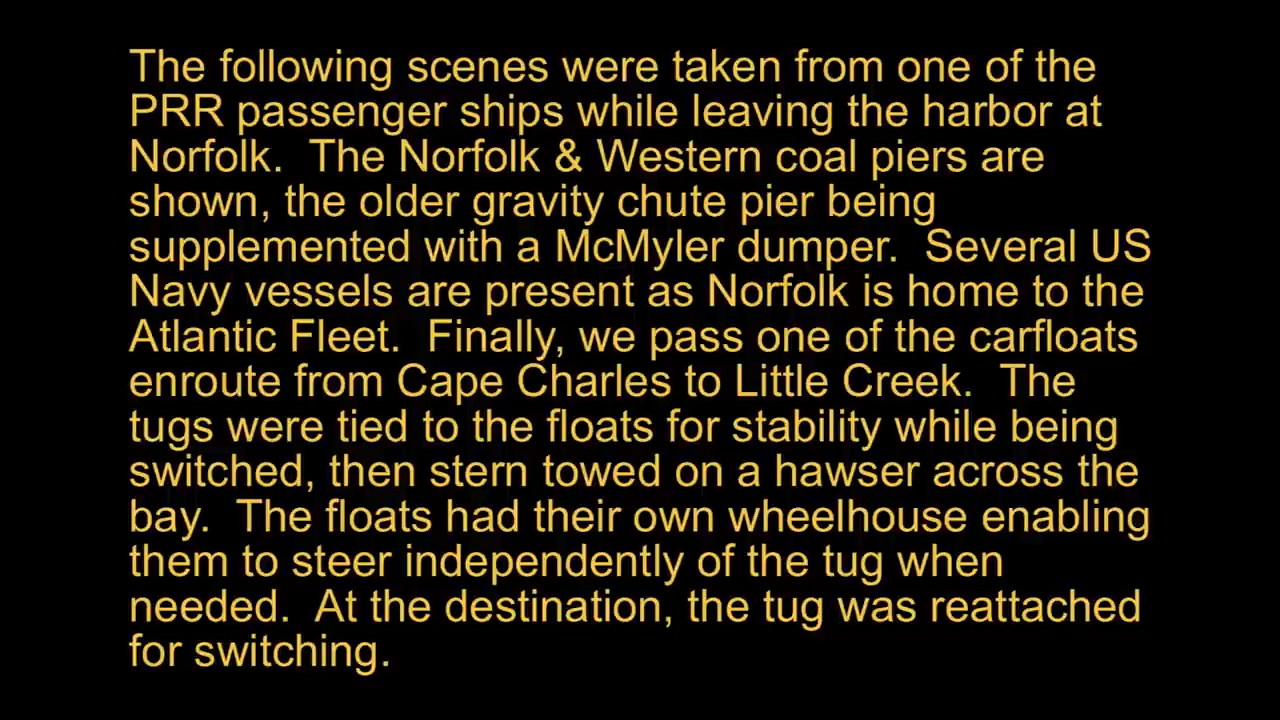 The following scenes were taken from one of the
PRR passenger ships while leaving the harbor at
Norfolk.  The Norfolk & Western coal piers are
shown, the older gravity chute pier being
supplemented with a McMyler dumper.  Several US
Navy vessels are present as Norfolk is home to the
Atlantic Fleet.  Finally, we pass one of the carfloats
enroute from Cape Charles to Little Creek.  The
tugs were tied to the floats for stability while being
switched, then stern towed on a hawser across the
bay.  The floats had their own wheelhouse enabling
them to steer independently of the tug when
needed.  At the destination, the tug was reattached
for switching.